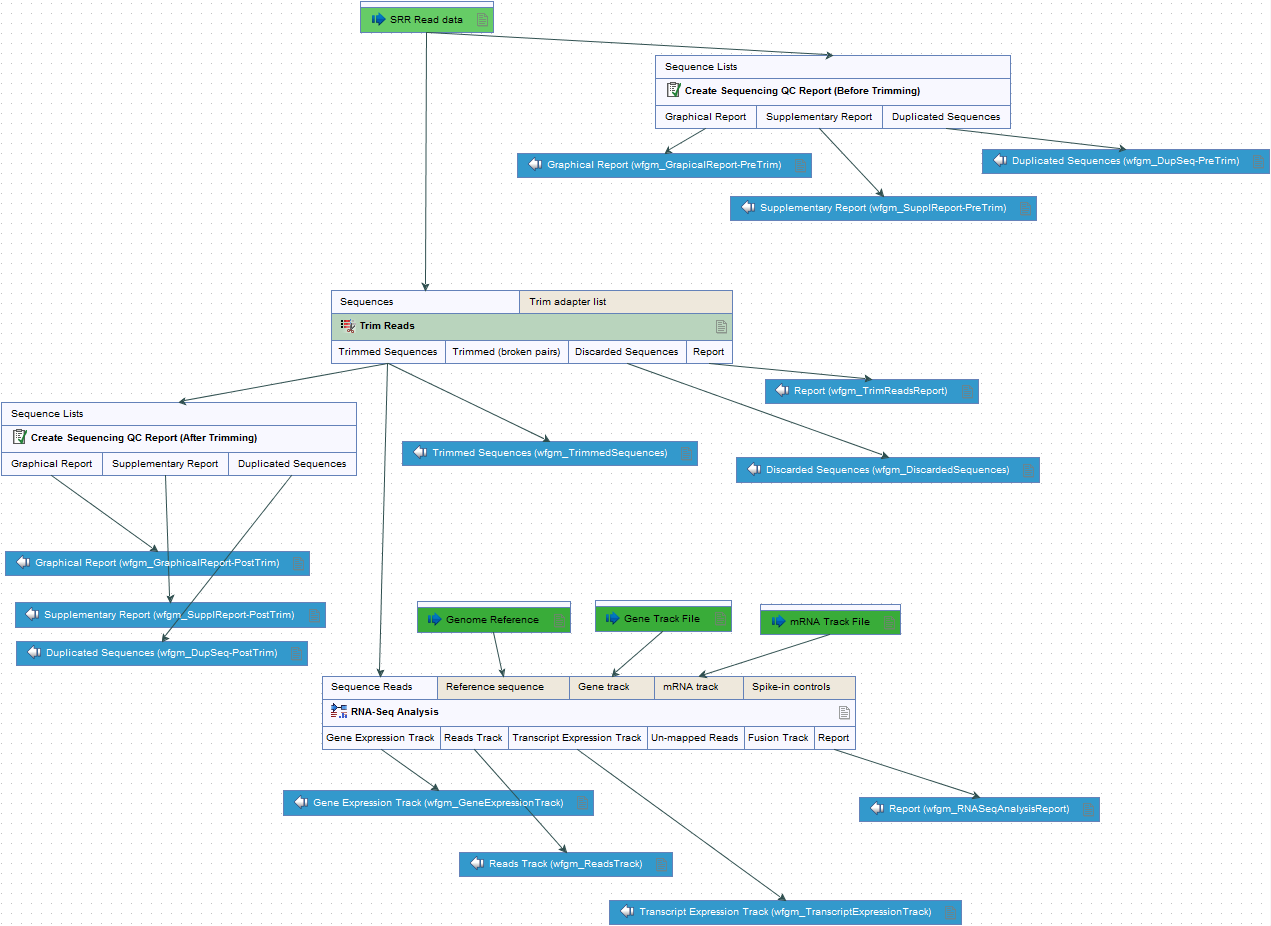 SRR Read data
Sequence Lists
Create Sequencing QC Report (Before Trimming)
Graphical Report Supplementary Report Duplicated Sequences
Graphical Report (wfgm_GrapicalReport-PreTrim)
Duplicated Sequences (wfgm_DupSeq-PreTrim)
Supplementary Report (wfgm_SupplReport-PreTrim)
Sequences Trim adapter list
Trim Reads
Trimmed Sequences Trimmed (broken pairs) Discarded Sequences Report
Report (wfgm_TrimReadsReport)
Sequence Lists
Create Sequencing QC Report (After Trimming)
Graphical Report Supplementary Report Duplicated Sequences
Trimmed Sequences (wfgm_TrimmedSequences)
Discarded Sequences (wfgm_DiscardedSequences)
Graphical Report (wfgm_GraphicalReport-PostTrim)
Supplementary Report (wfgm_SupplReport-PostTrim)
Duplicated Sequences (wfgm_DupSeq-PostTrim)
Genome Reference
Gene Track File
mRNA Track File
Sequence Reads Reference sequence Gene track mRNA track Spike-in controls
RNA-Seq Analysis
Gene Expression Track Reads Track Transcript Expression Track Un-mapped Reads Fusion Track Report
Gene Expression Track (wfgm_GeneExpressionTrack)
Report (wfgm_RNASeqAnalysisReport)
Reads Track (wfgm_ReadsTrack)
Transcript Expression Track (wfgm_TranscriptExpressionTrack)